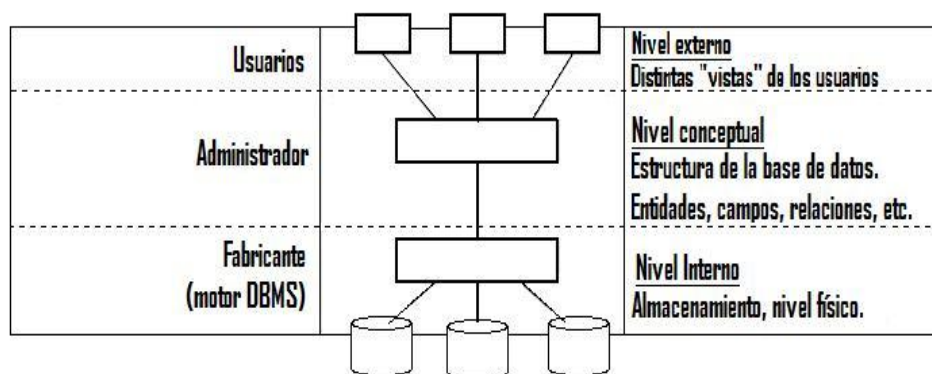 Usuarios
Nivel externo
Distintas "vistas" de los usuarios
Administrador
Nivel conceptual
Estructura de la base de datos.
Entidades, campos, relaciones, etc.
Fabricante
(motor DBMS)
Nivel Interno
Almacenamiento, nivel físico.